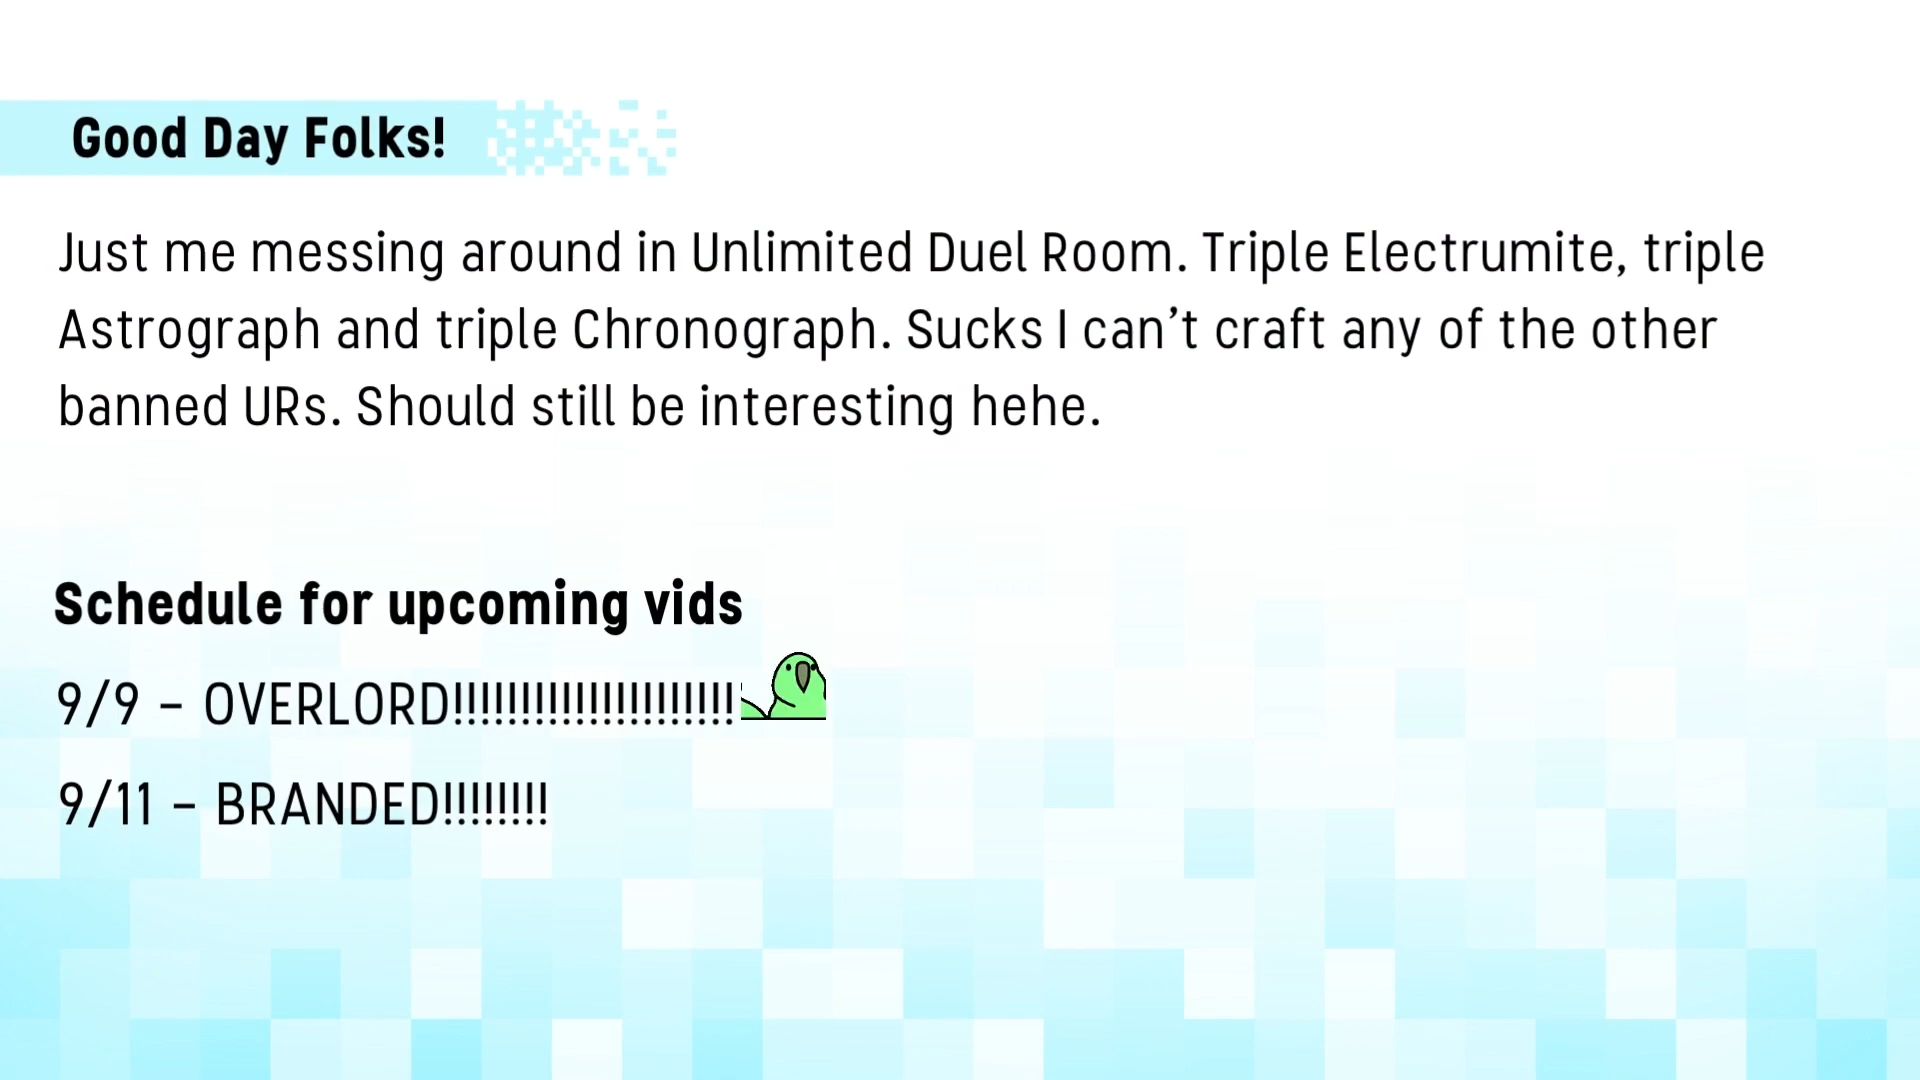 Good Day Folks!
Just me messing around in Unlimited Duel Room. Triple Electrumite, triple
Astrograph and triple Chronograph. Sucks I can’t craft any of the other
banned URs. Should still be interesting hehe.
Schedule for upcoming vids
9/9 – OVERLORD!!!!!!!!!!!!!!!!!!!!!
9/11 – BRANDED!!!!!!!!